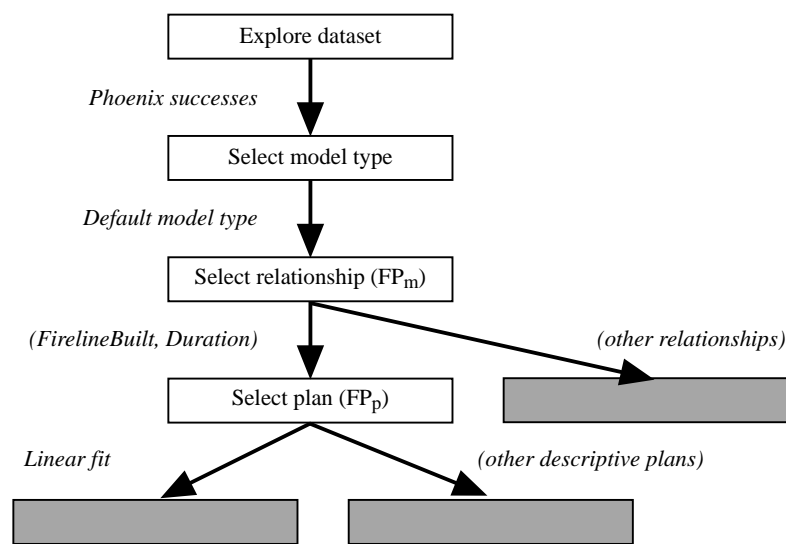 Explore dataset
Phoenix successes
Select model type
Default model type
Select relationship (FPm)
(FirelineBuilt, Duration)
(other relationships)
Select plan (FPp)
Linear fit
(other descriptive plans)